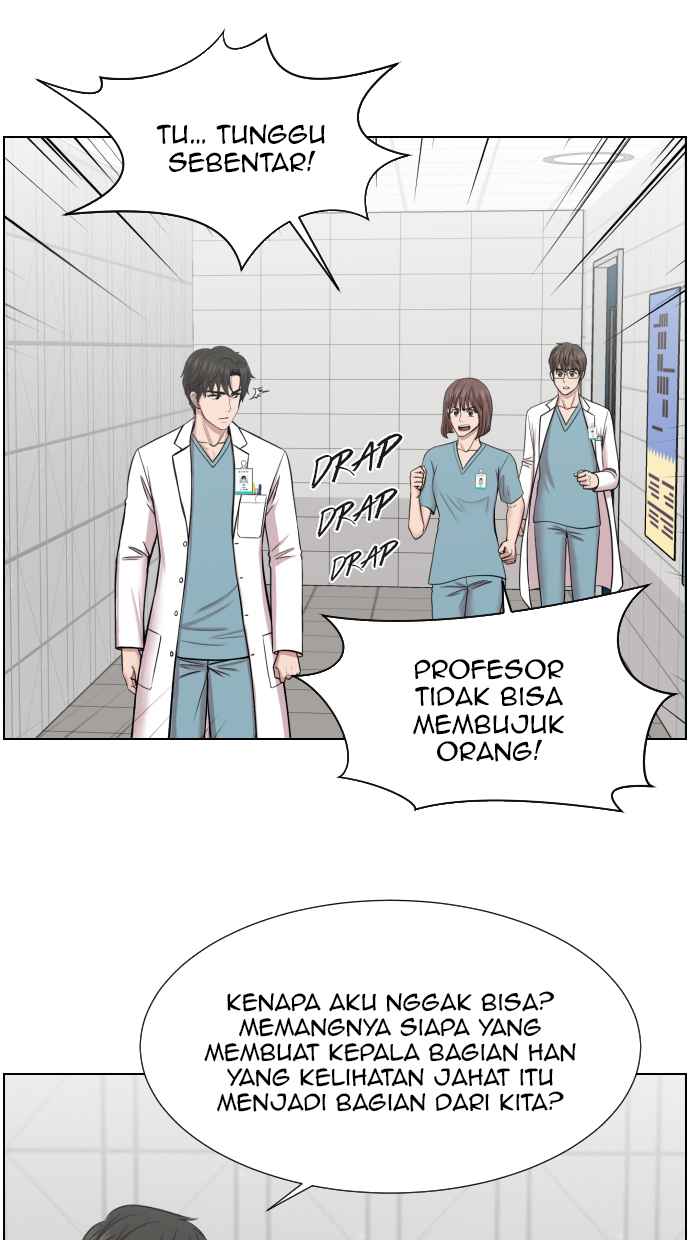 TU... TUNGGU
SEBENTAR!
DRAP
DRAP
DRAP
PROFESOR
TIDAK BISA
MEMBUJUK
ORANG!
KENAPA AKU NGGAK BISA?
MEMANGNYA SIAPA YANG
MEMBUAT KEPALA BAGIAN HAN
YANG KELIHATAN JAHAT ITU
MENJADI BAGIAN DARI KITA?